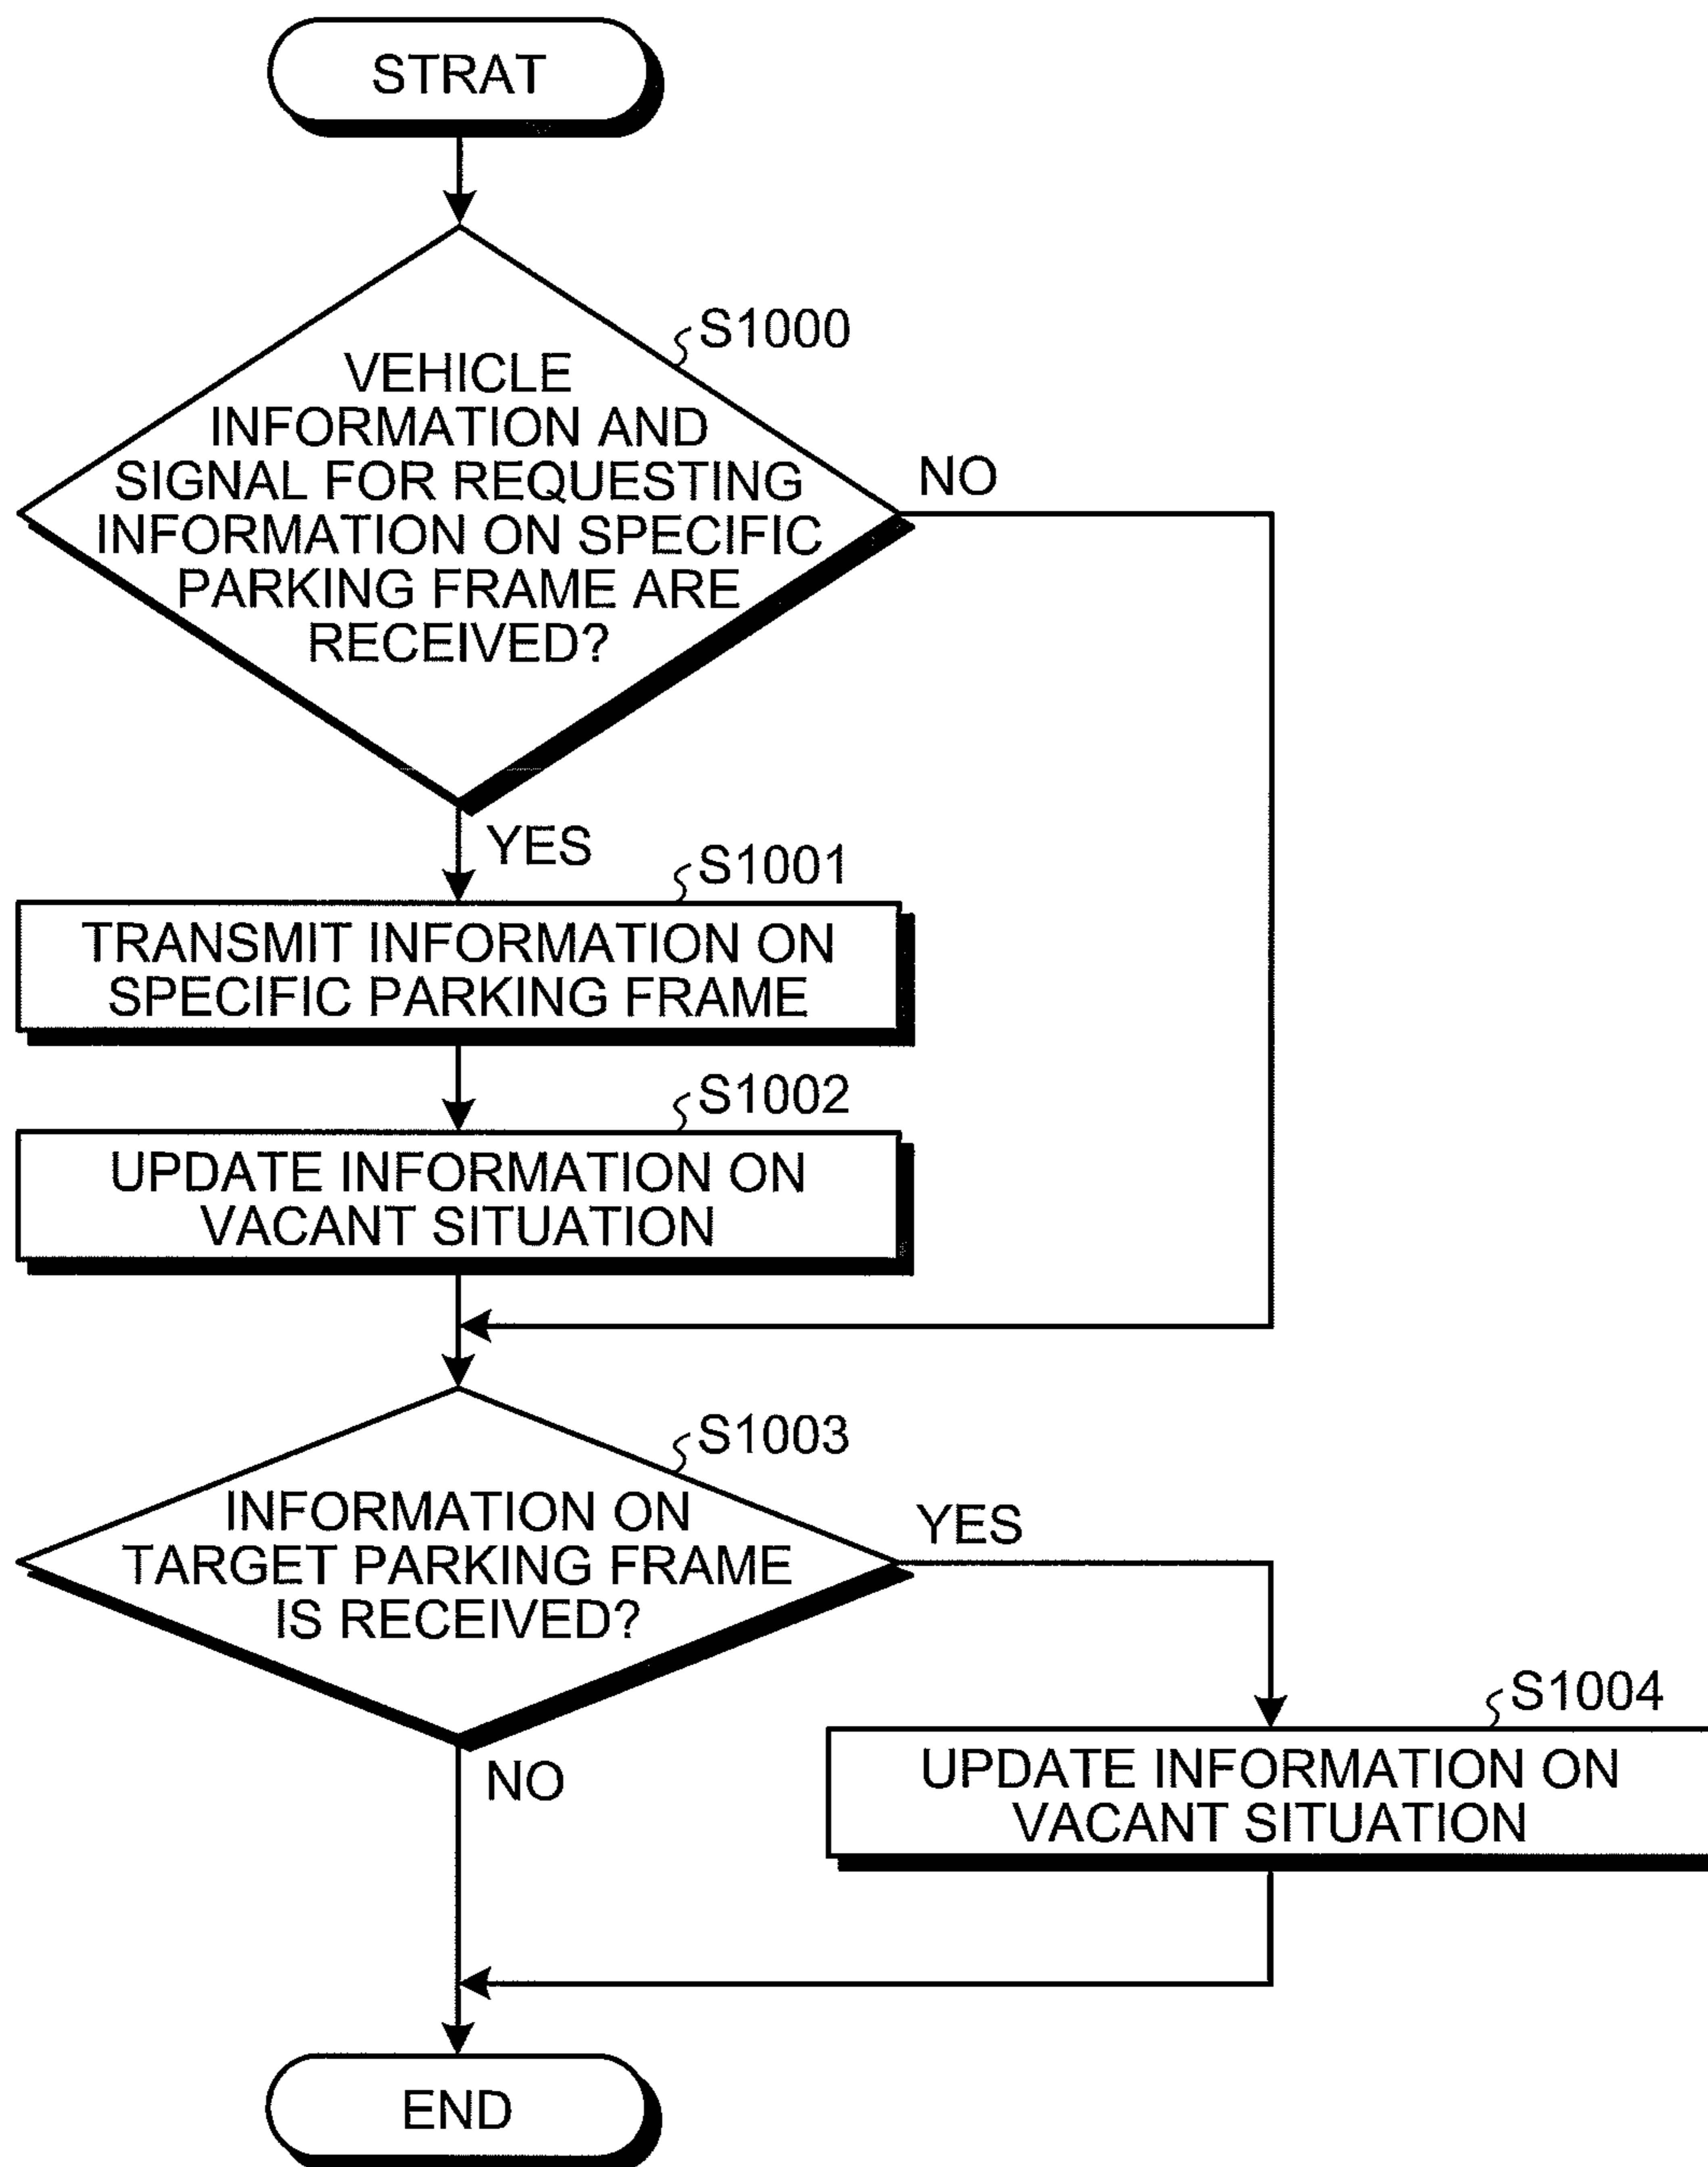 STRAT
S1000
VEHICLE
INFORMATION AND
SIGNAL FOR REQUESTING
INFORMATION ON SPECIFIC
PARKING FRAME ARE
RECEIVED?
NO
YES
S1001
TRANSMIT INFORMATION ON
SPECIFIC PARKING FRAME
S1002
UPDATE INFORMATION ON
VACANT SITUATION
S1003
INFORMATION ON
TARGET PARKING FRAME
IS RECEIVED?
YES
NO
S1004
UPDATE INFORMATION ON
VACANT SITUATION
END